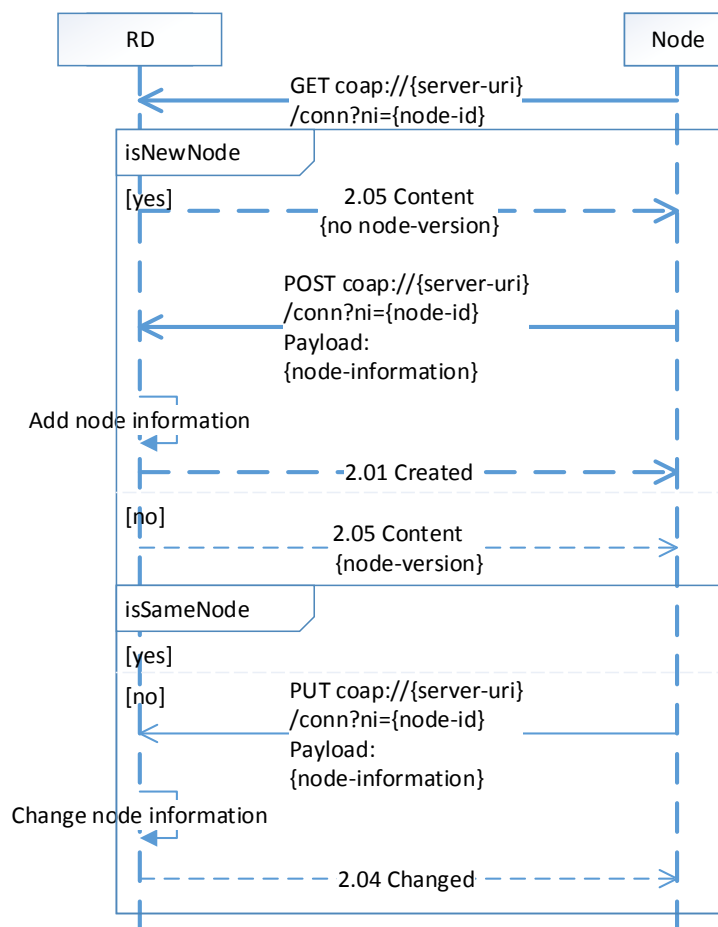 RD
Node
GET coap://{server-uri}
/conn?ni={node-id}
isNewNode
[yes]
2.05 Content
{no node-version}
POST coap://{server-uri}
/conn?ni={node-id}
Payload:
{node-information}
Add node information
2.01 Created
[no]
2.05 Content
{node-version}
isSameNode
[yes]
[no]
PUT coap://{server-uri}
/conn?ni={node-id}
Payload:
{node-information}
Change node information
2.04 Changed